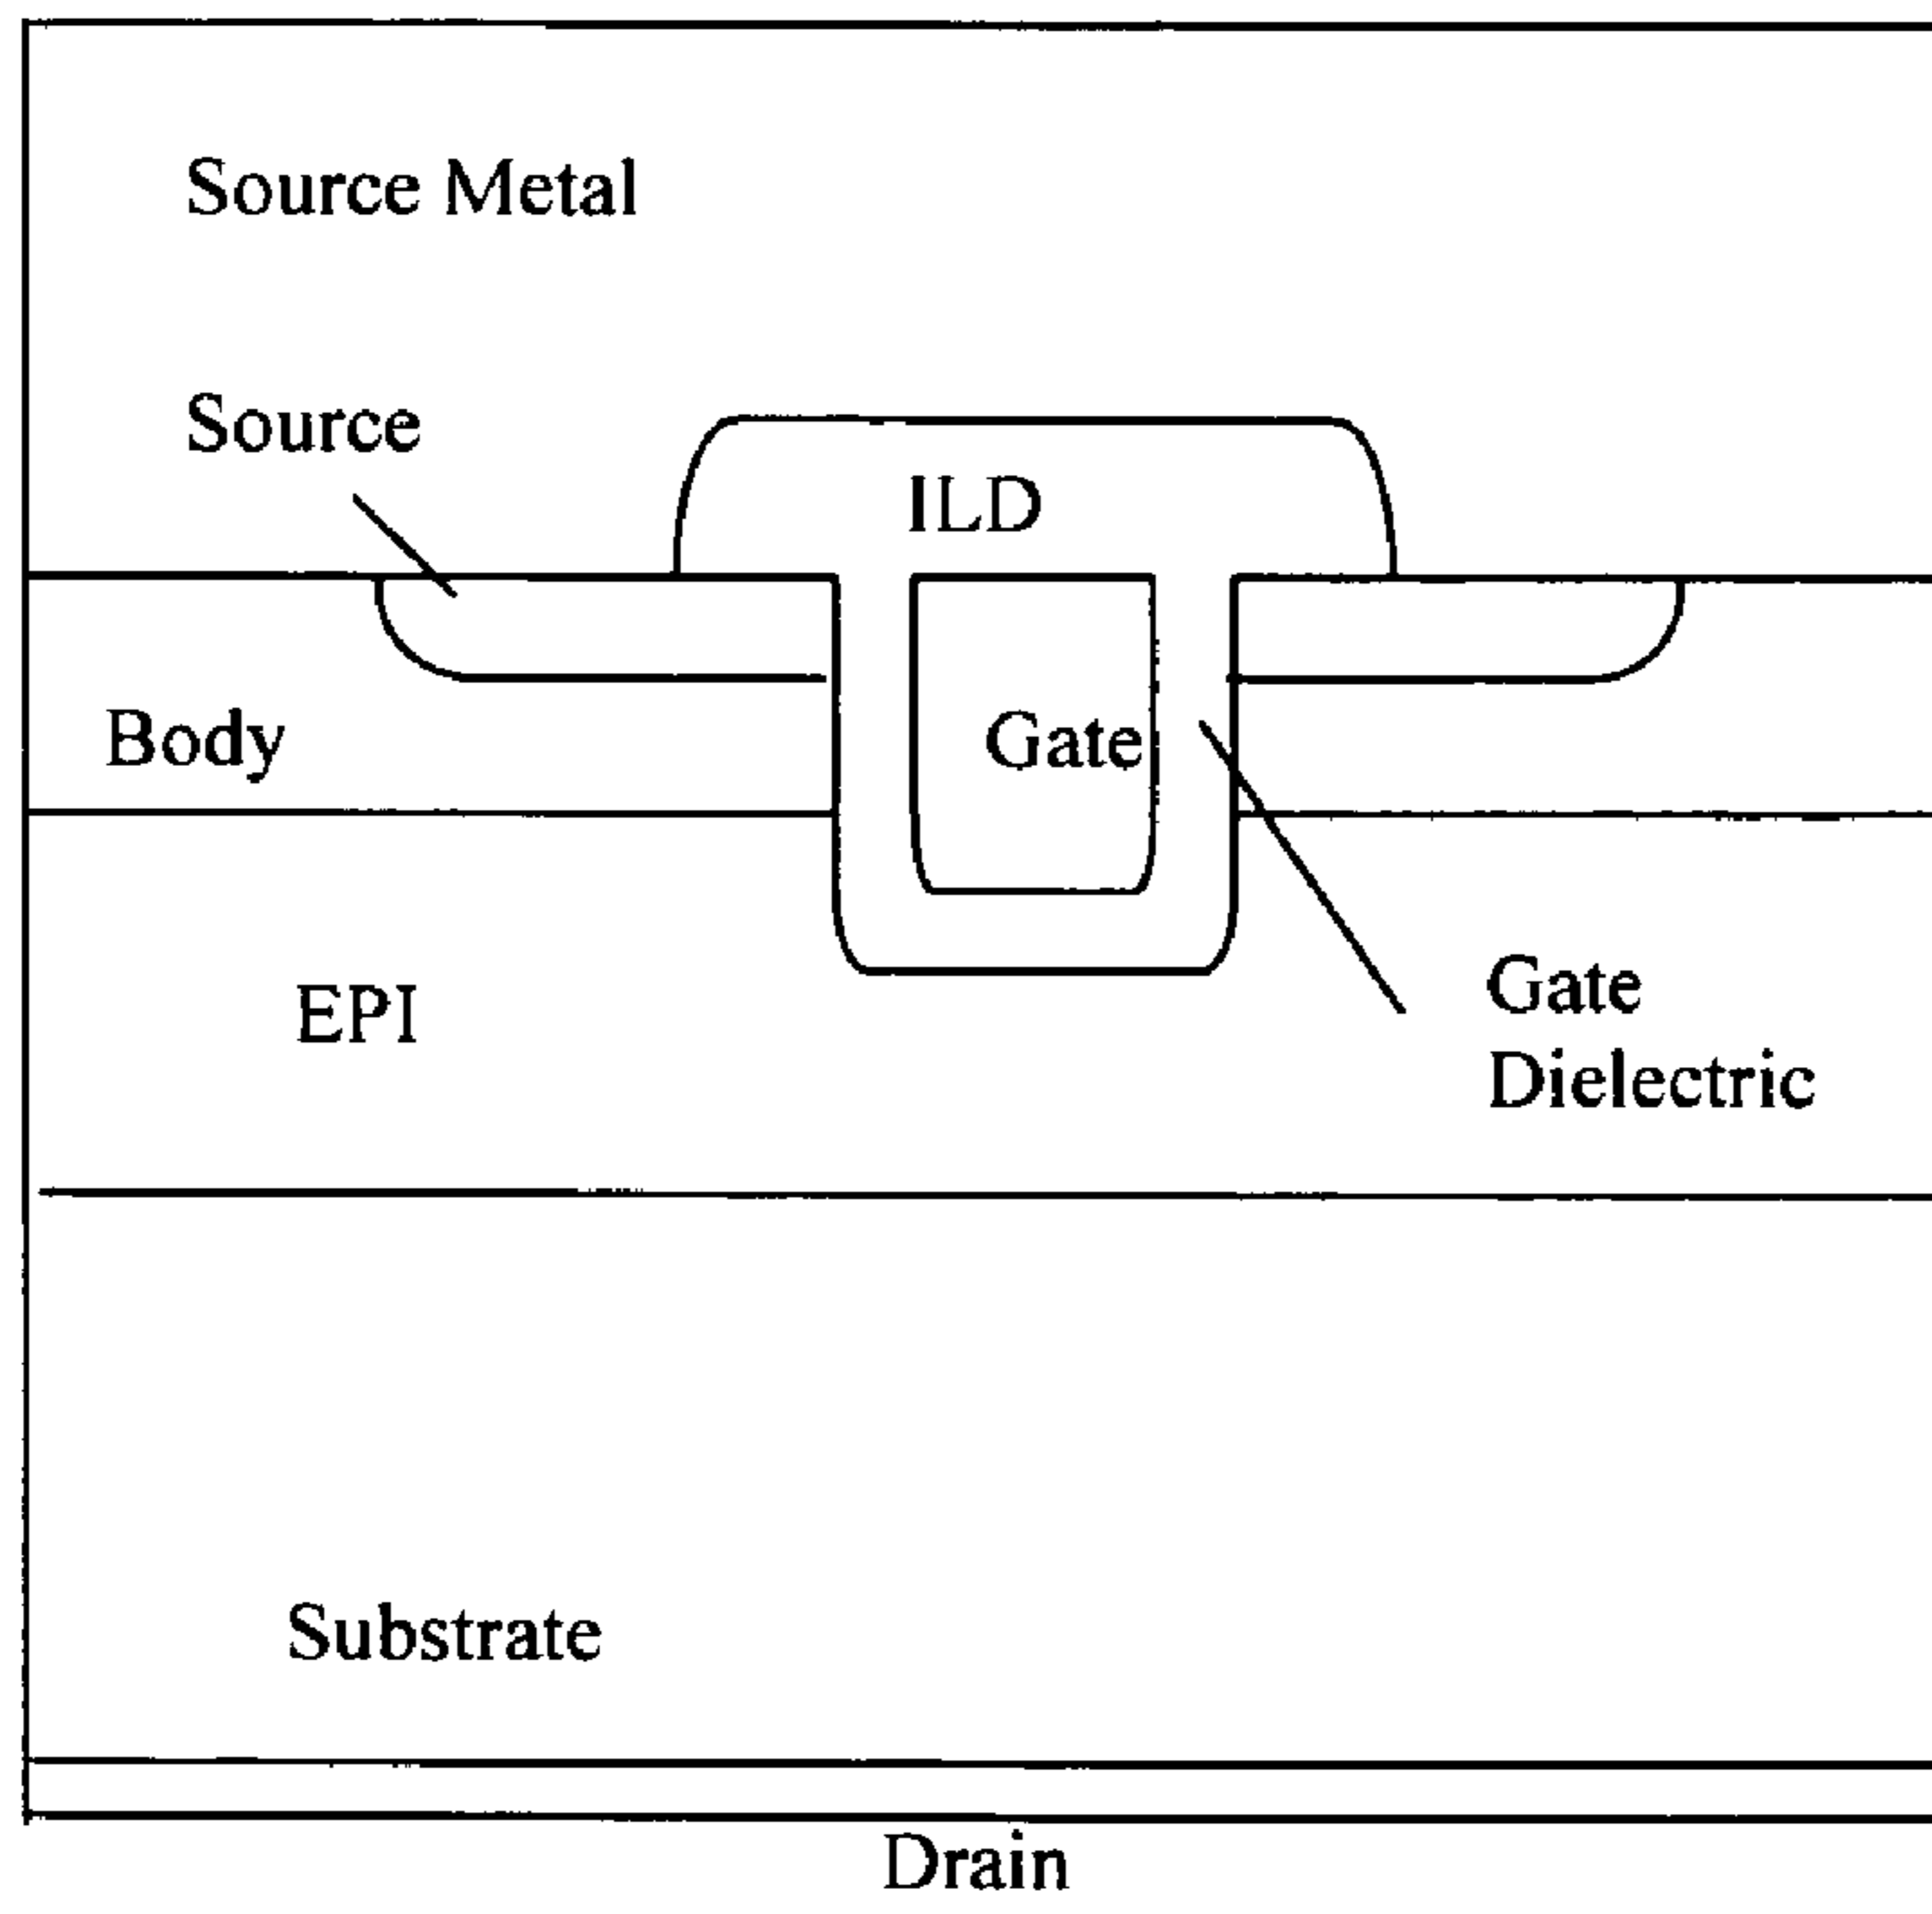 Source Metal
Source
ILD
Body
Gate
EPI
Gate
Dielectric
Substrate
Drain